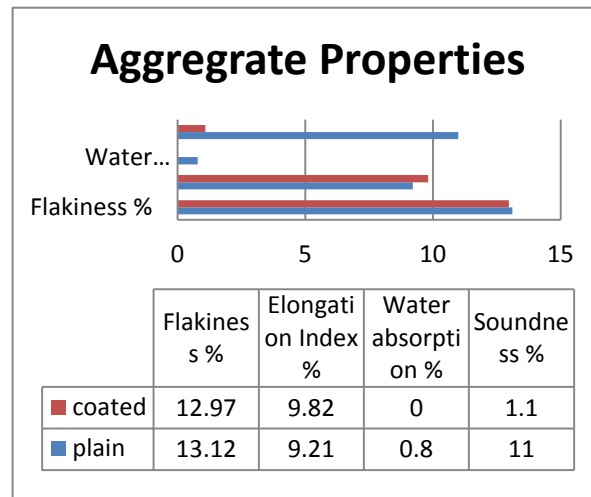 Aggregrate Properties
Water...
Flakiness %
0 5 10 15
Flakines
s %
Elongati
on Index
%
Water
absorpti
on %
Soundne
ss %
coated 12.97 9.82 0 1.1
plain 13.12 9.21 0.8 11